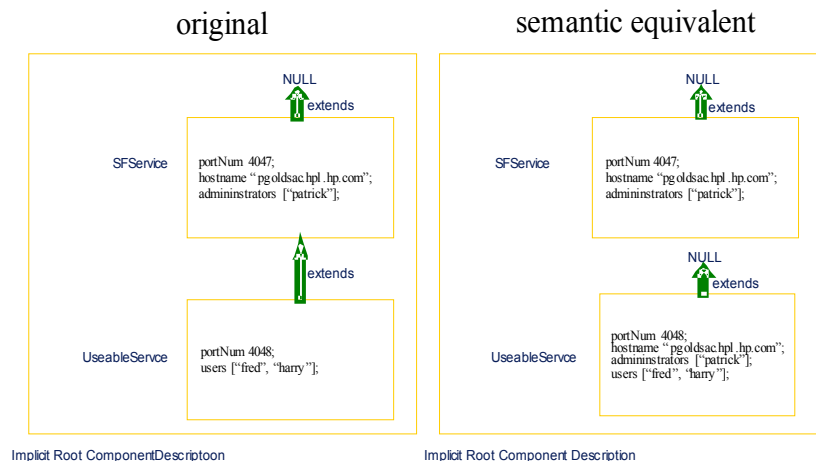 original
NULL
extends
SFService
portNum 4047;
hostname “pgoldsac.hpl.hp.com”;
admininstrators [“patrick”];
extends
UseableServce
portNum 4048;
users [“fred”, “harry”];
Implicit Root ComponentDescriptoon
semantic equivalent
NULL
extends
SFService
portNum 4047;
hostname “pgoldsac.hpl.hp.com”;
admininstrators [“patrick”];
NULL
extends
UseableServce
portNum 4048;
hostname “pgoldsac.hpl.hp.com”;
admininstrators [“patrick”];
users [“fred”, “harry”];
Implicit Root Component Description